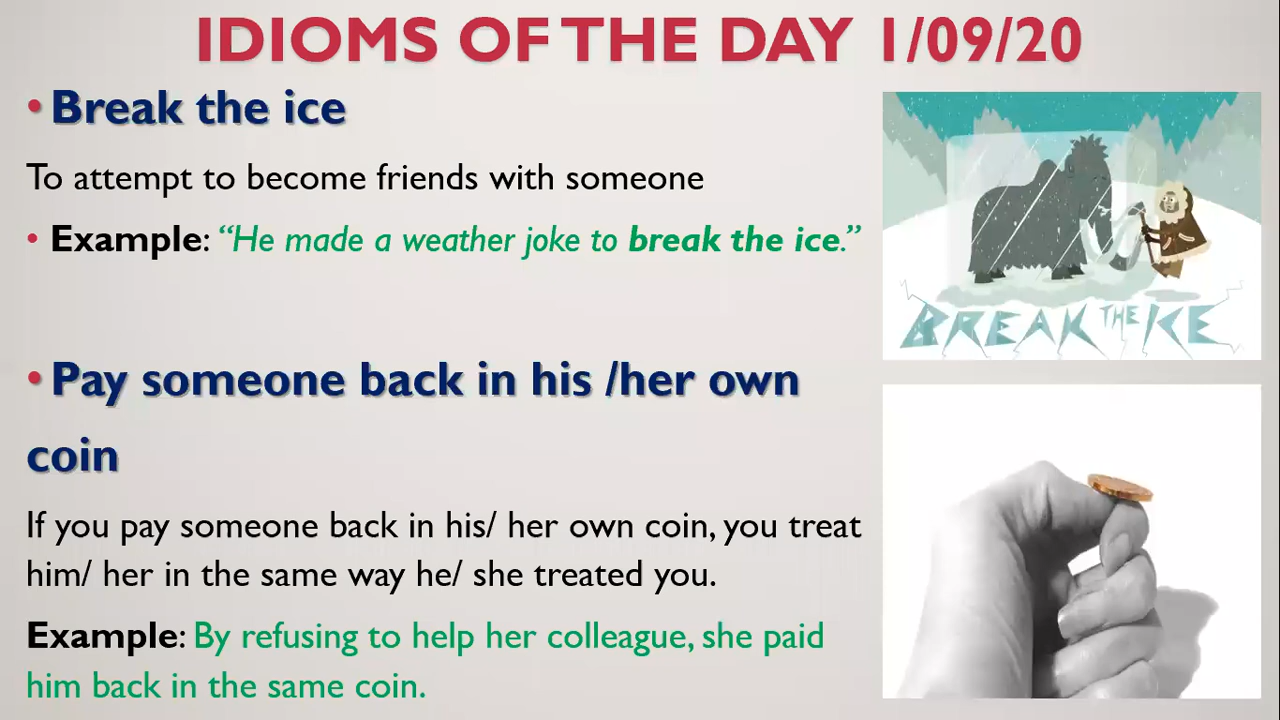 IDIOMS OF THE DAY 1/09/20
• Break the ice
To attempt to become friends with someone
• Example: “He made a weather joke to break the ice.”
BREAK THE ICE
• Pay someone back in his /her own
coin
If you pay someone back in his/ her own coin, you treat
him/ her in the same way he/ she treated you.
Example: By refusing to help her colleague, she paid
him back in the same coin.